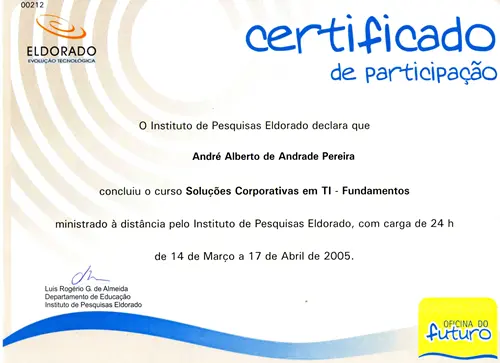 00212
ELDORADO
EVOLUÇÃO TECNOLÓGICA
certificado
de participação
O Instituto de Pesquisas Eldorado declara que
André Alberto de Andrade Pereira
concluiu o curso Soluções Corporativas em TI - Fundamentos
ministrado à distância pelo Instituto de Pesquisas Eldorado, com carga de 24 h
de 14 de Março a 17 de Abril de 2005.
Luis Rogério G. de Almeida
Departamento de Educação
Instituto de Pesquisas Eldorado
OFICINA DO
futuro